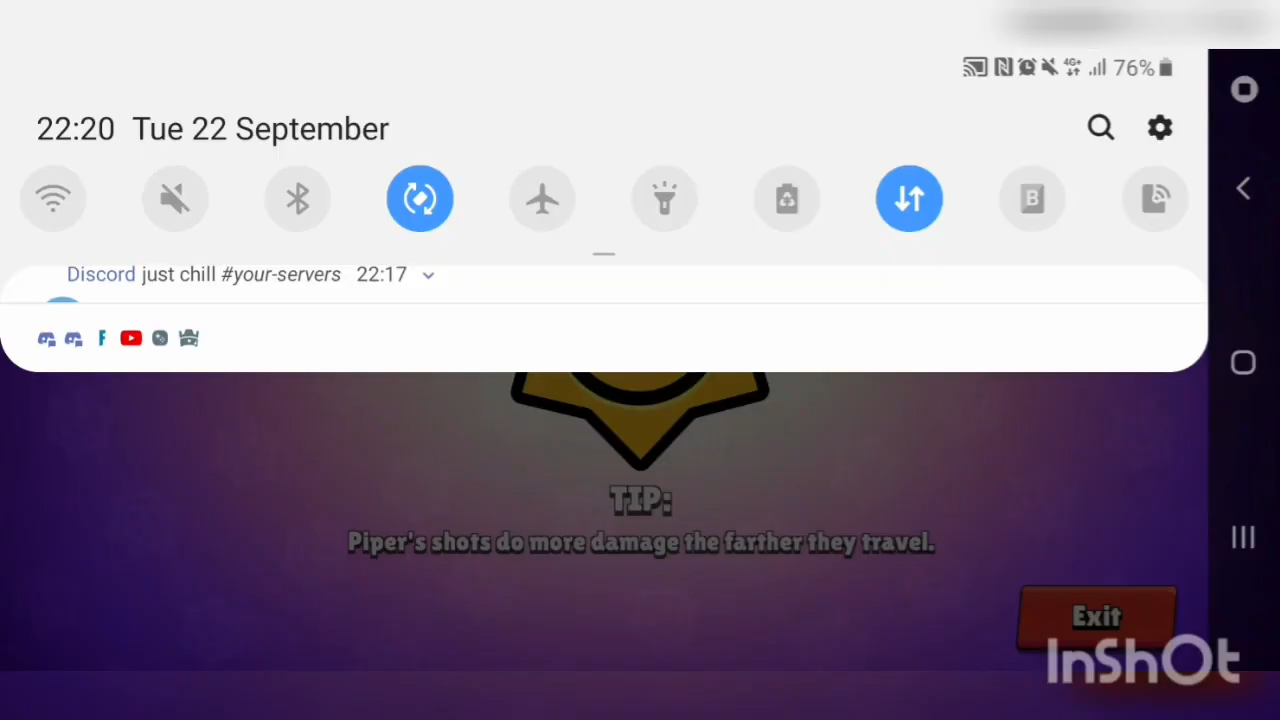 4G+ 76%
22:20 Tue 22 September
B
Discord just chill #your-servers 22:17
F
TIP:
Piper's shots do more damage the farther they travel.
Exit
InShOt